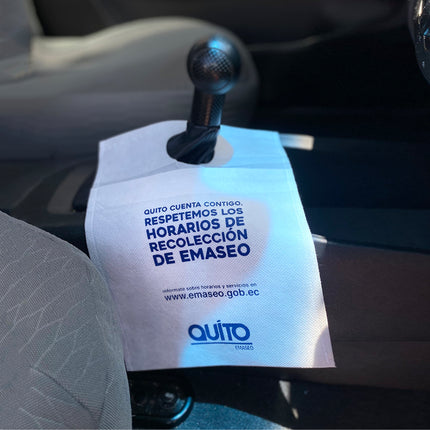 QUITO CUENTA CONTIGO.
RESPETEMOS LOS
HORARIOS DE
RECOLECCIÓN
DE EMASEO
Infórmate sobre horarios y servicios en
www.emaseo.gob.ec
QUITO
EMASEO